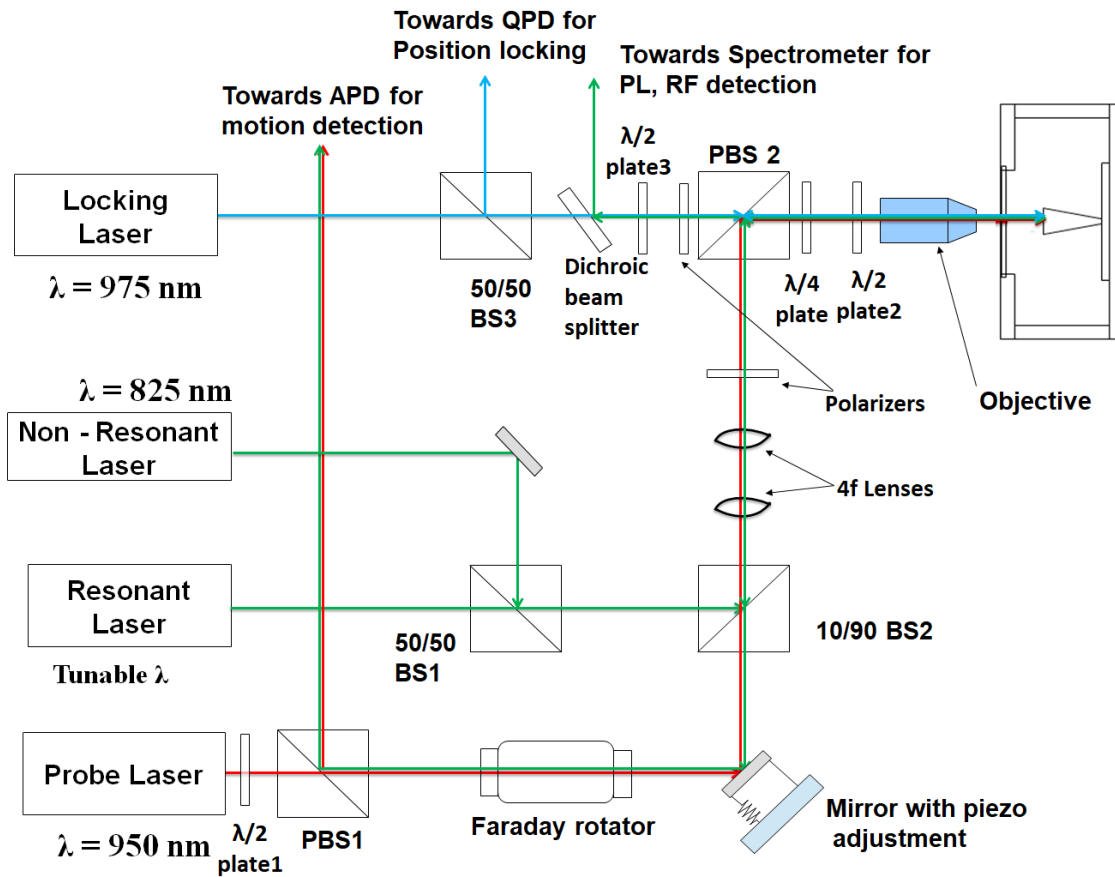 Towards QPD for
Position locking
Towards Spectrometer for
PL, RF detection
Towards APD for
motion detection
λ/2
plate3
PBS 2
Locking
Laser
λ = 975 nm
50/50
BS3
Dichroic
beam
splitter
λ/4
plate
λ/2
plate2
Objective
Polarizers
λ = 825 nm
Non - Resonant
Laser
4f Lenses
Resonant
Laser
Tunable λ
50/50
BS1
10/90 BS2
Probe Laser
λ = 950 nm
λ/2
plate1
PBS1
Faraday rotator
Mirror with piezo
adjustment